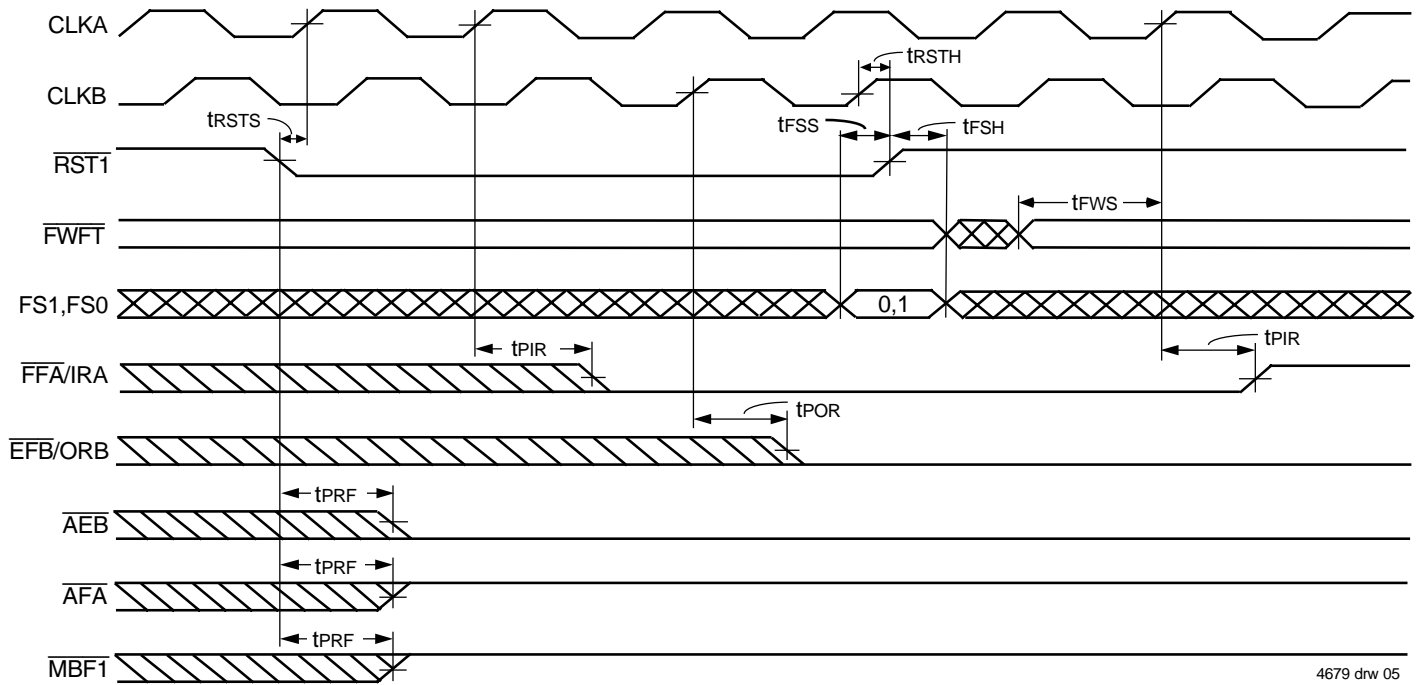 CLKA
tRSTH
CLKB
tRSTS
tFSS
tFSH
RST1
tFWS
FWFT
FS1,FS0
0,1
tPIR
tPIR
FFA/IRA
tPOR
EFB/ORB
tPRF
AEB
tPRF
AFA
tPRF
MBF1
4679 drw 05